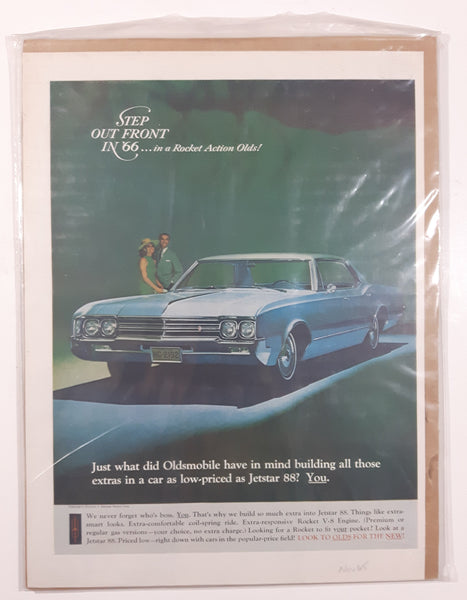 STEP
OUT FRONT
IN '66 ...in a Rocket Action Olds!
Just what did Oldsmobile have in mind building all those
extras in a car as low-priced as Jetstar 88? You.
We never forget who's boss. You. That's why we build so much extra into Jetstar 88. Things like extra-
smart looks. Extra-comfortable coil-spring ride. Extra-responsive Rocket V-8 Engine. (Premium or
regular gas versions—your choice, no extra charge.) Looking for a Rocket to fit your pocket? Look at a
Jetstar 88. Priced low—right down with cars in the popular-price field! LOOK TO OLDS FOR THE NEW!